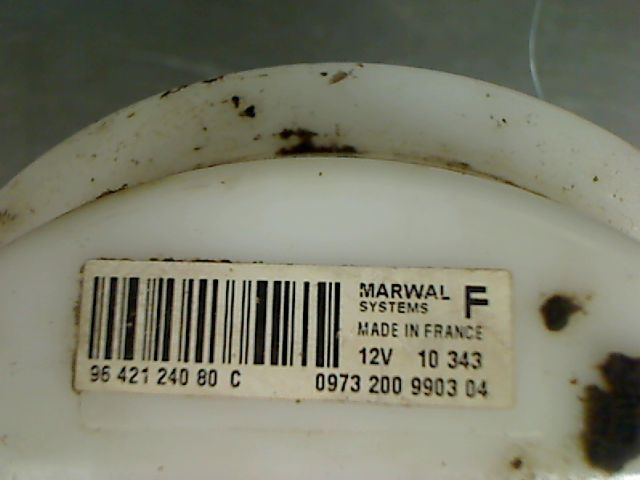 MARWAL F
SYSTEMS
MADE IN FRANCE
12V 10 343
96 421 240 80 C 0973 200 9903 04